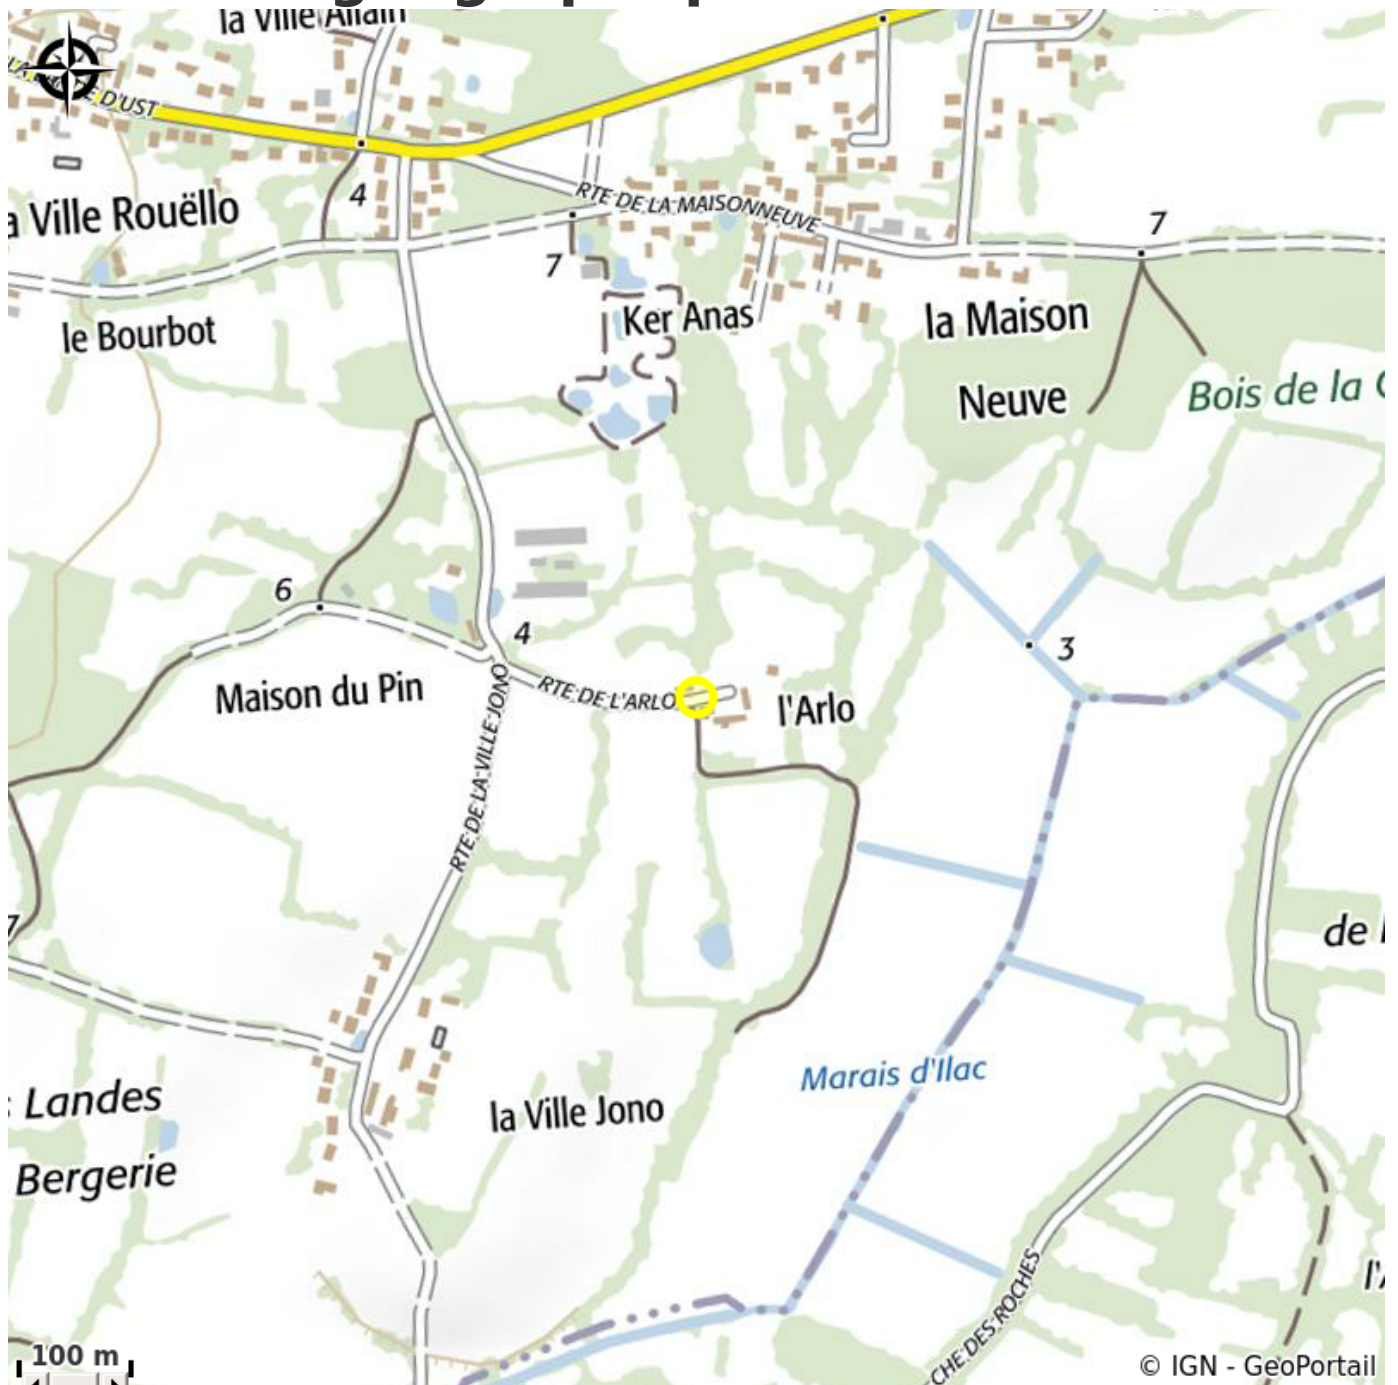 la Ville Allain
D'UST
4
a Ville Rouëllo
RTE DE LA MAISONNEUVE
7
7
le Bourbot
Ker Anas
la Maison
Neuve
Bois de la
6
4
3
Maison du Pin
RTE DE L'ARLO
l'Arlo
RTE DE LA VILLE JONO
7
de
Marais d'Ilac
Landes
Bergerie
la Ville Jono
CHE DES ROCHES
100 m
© IGN - GeoPortail